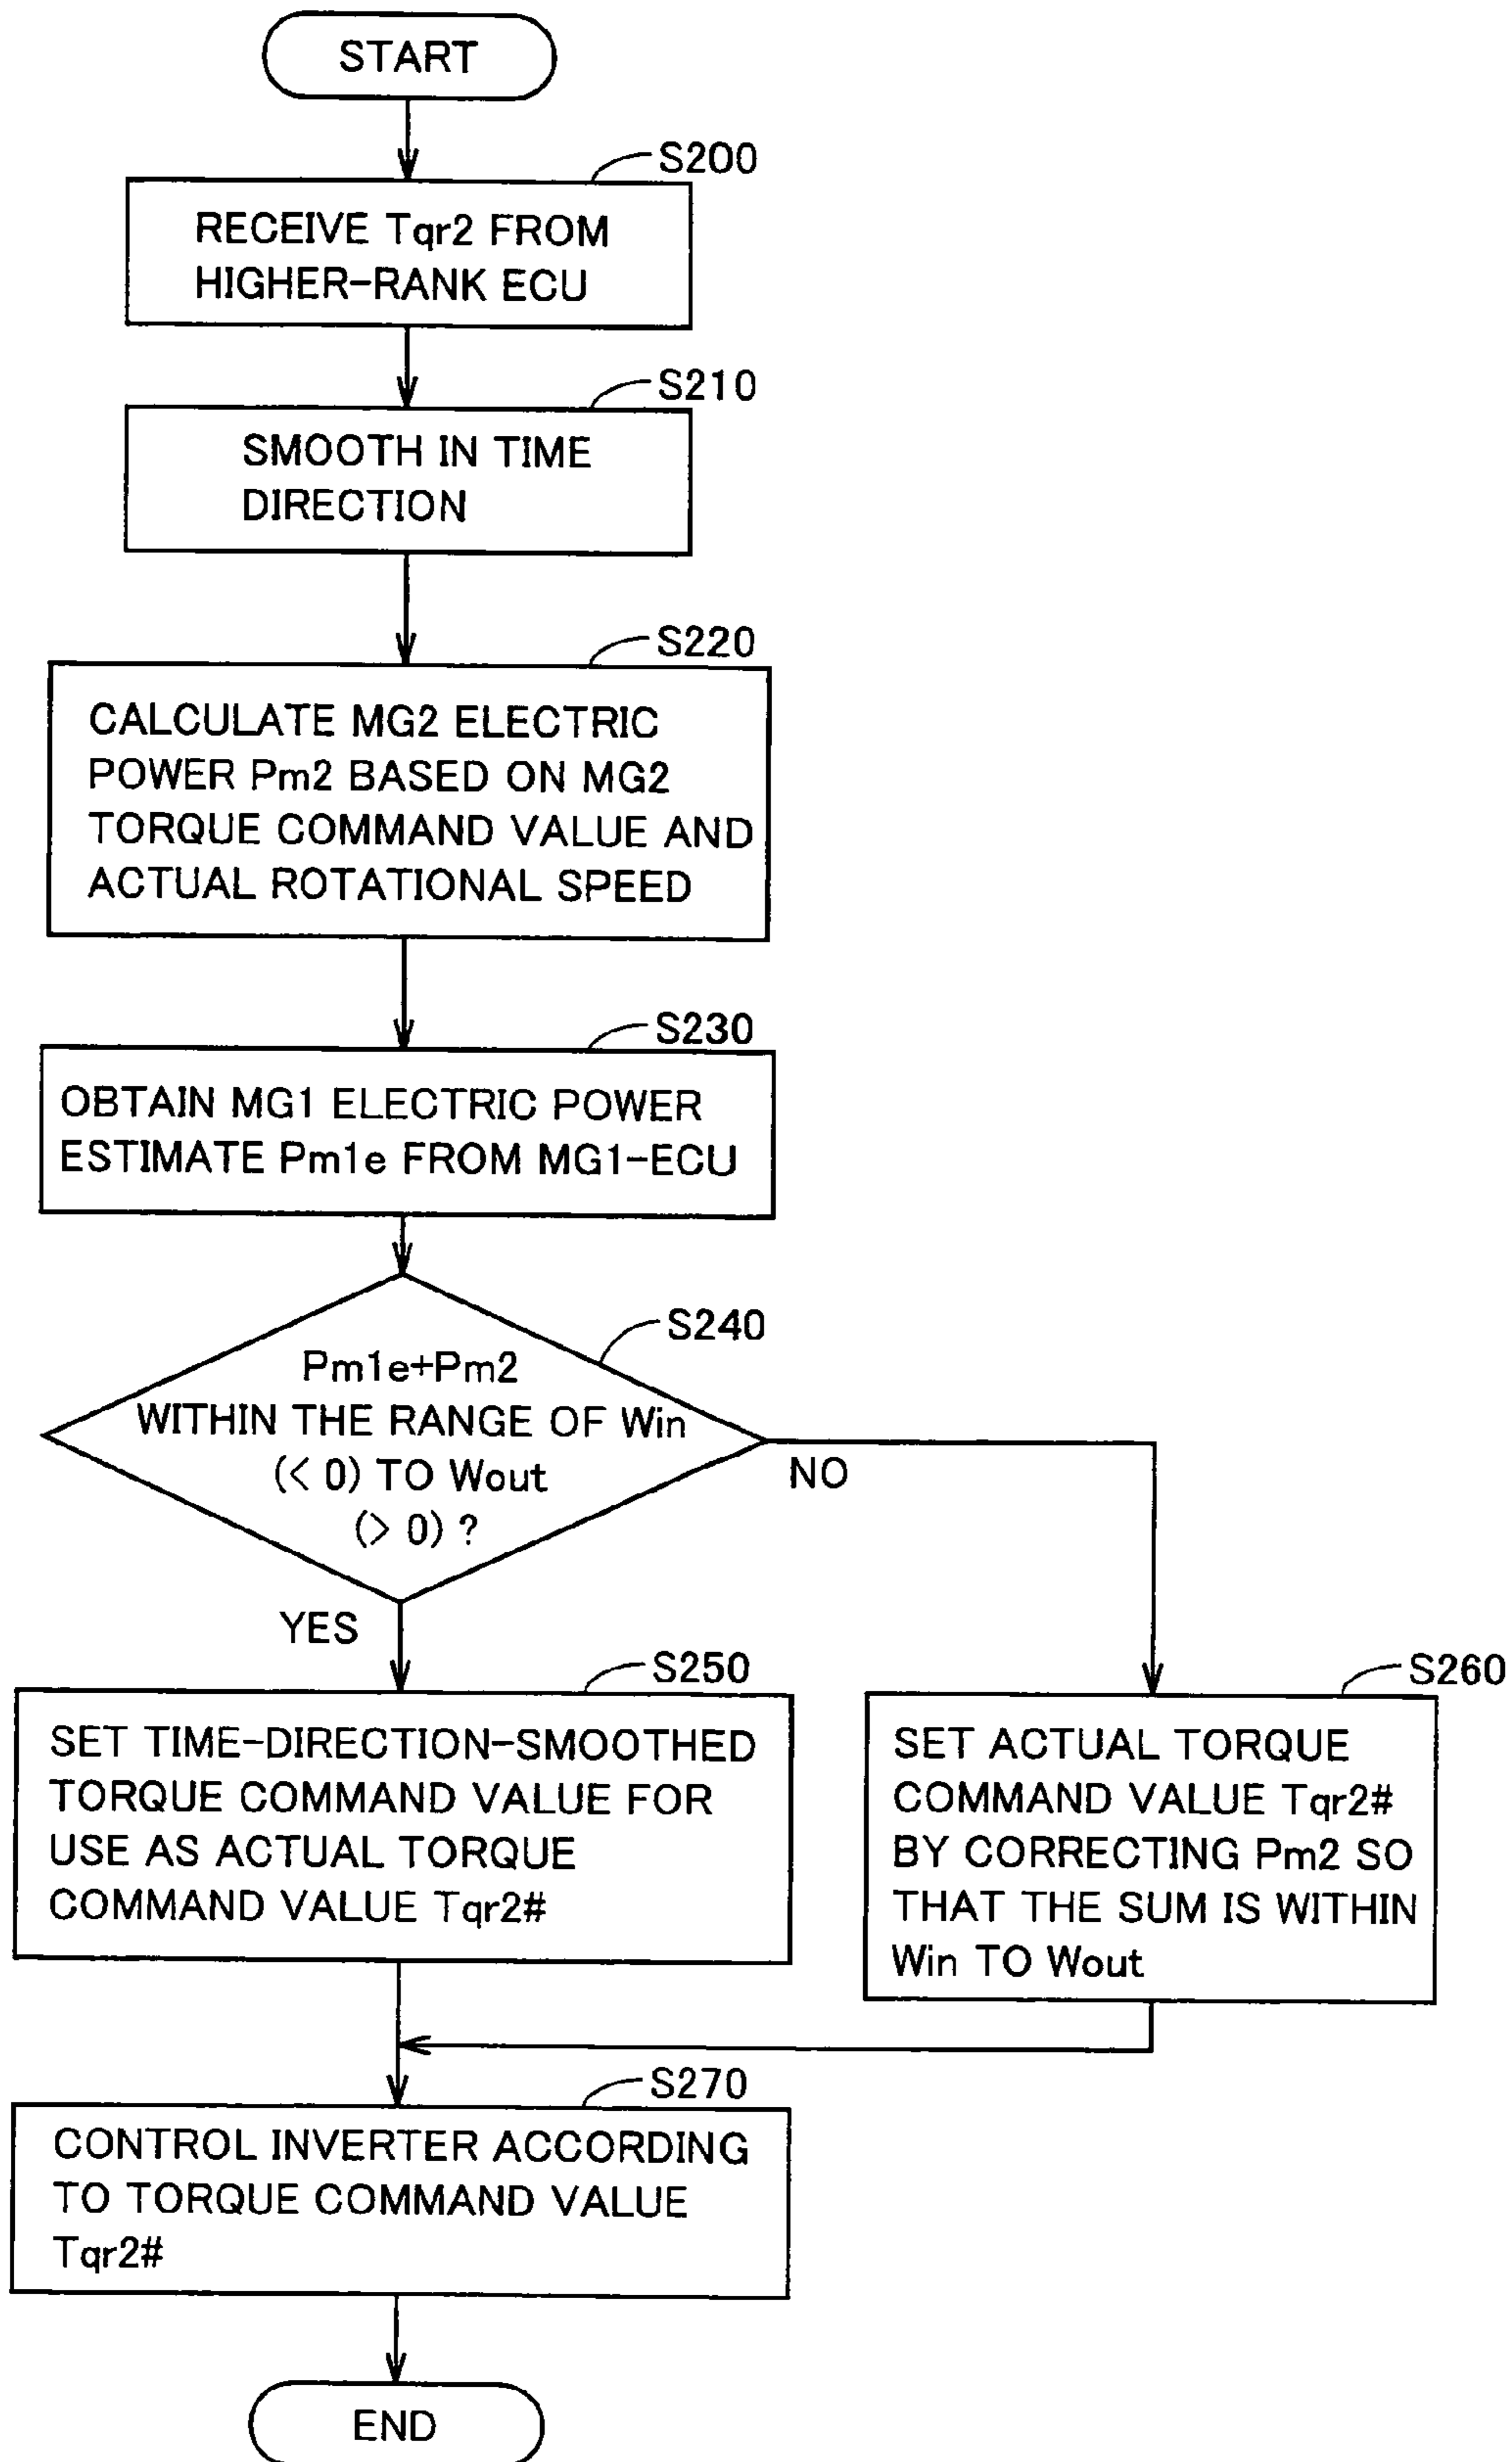 START
S200
RECEIVE Tqr2 FROM
HIGHER-RANK ECU
S210
SMOOTH IN TIME
DIRECTION
S220
CALCULATE MG2 ELECTRIC
POWER Pm2 BASED ON MG2
TORQUE COMMAND VALUE AND
ACTUAL ROTATIONAL SPEED
S230
OBTAIN MG1 ELECTRIC POWER
ESTIMATE Pm1e FROM MG1-ECU
S240
Pm1e+Pm2
WITHIN THE RANGE OF Win
(< 0) TO Wout
(> 0) ?
NO
YES
S250
SET TIME-DIRECTION-SMOOTHED
TORQUE COMMAND VALUE FOR
USE AS ACTUAL TORQUE
COMMAND VALUE Tqr2#
S260
SET ACTUAL TORQUE
COMMAND VALUE Tqr2#
BY CORRECTING Pm2 SO
THAT THE SUM IS WITHIN
Win TO Wout
S270
CONTROL INVERTER ACCORDING
TO TORQUE COMMAND VALUE
Tqr2#
END